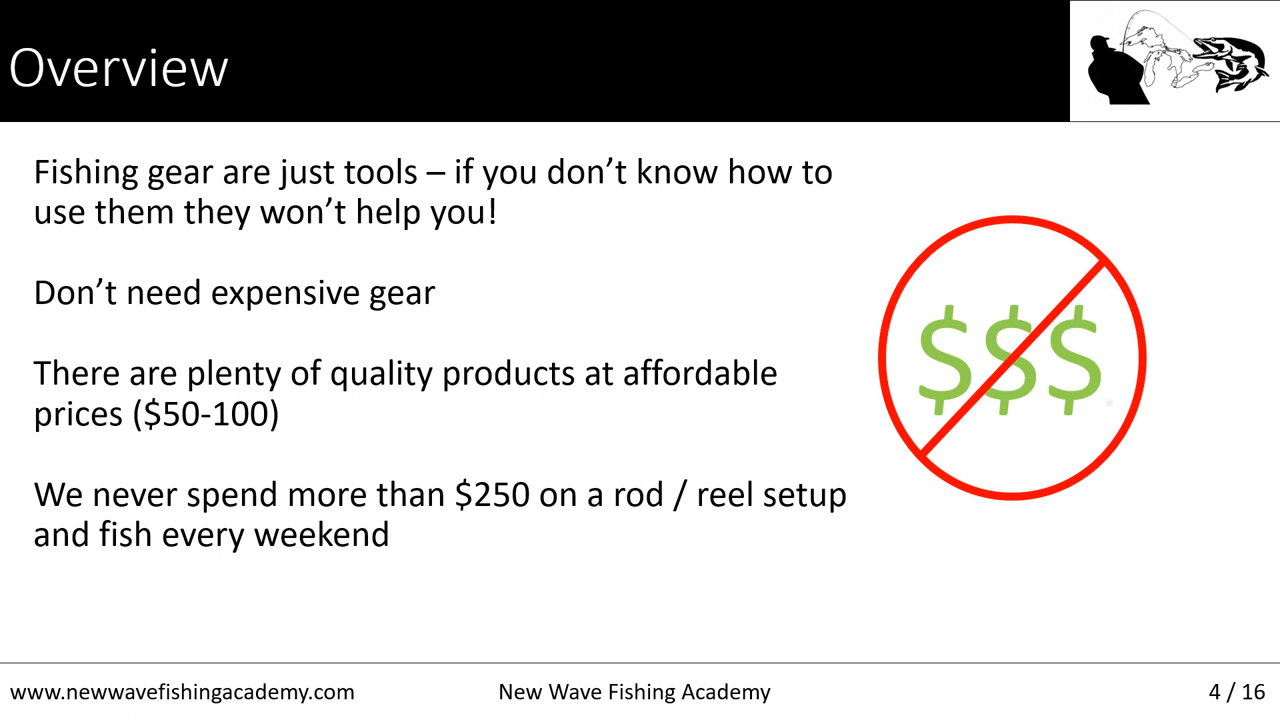 Overview
Fishing gear are just tools – if you don’t know how to
use them they won’t help you!
Don’t need expensive gear
There are plenty of quality products at affordable
prices ($50-100)
We never spend more than $250 on a rod / reel setup
and fish every weekend
$$$
www.newwavefishingacademy.com
New Wave Fishing Academy
4 / 16